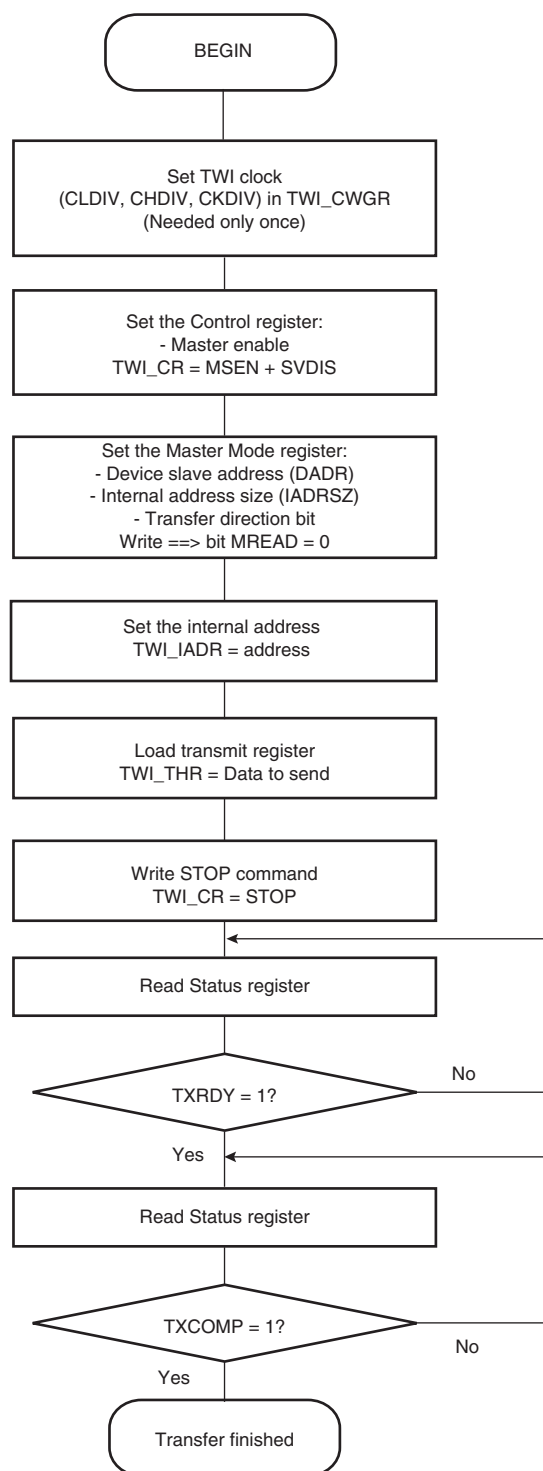 BEGIN
Set TWI clock
(CLDIV, CHDIV, CKDIV) in TWI_CWGR
(Needed only once)
Set the Control register:
- Master enable
TWI_CR = MSEN + SVDIS
Set the Master Mode register:
- Device slave address (DADR)
- Internal address size (IADRSZ)
- Transfer direction bit
Write ==> bit MREAD = 0
Set the internal address
TWI_IADR = address
Load transmit register
TWI_THR = Data to send
Write STOP command
TWI_CR = STOP
Read Status register
TXRDY = 1?
No
Yes
Read Status register
TXCOMP = 1?
No
Yes
Transfer finished